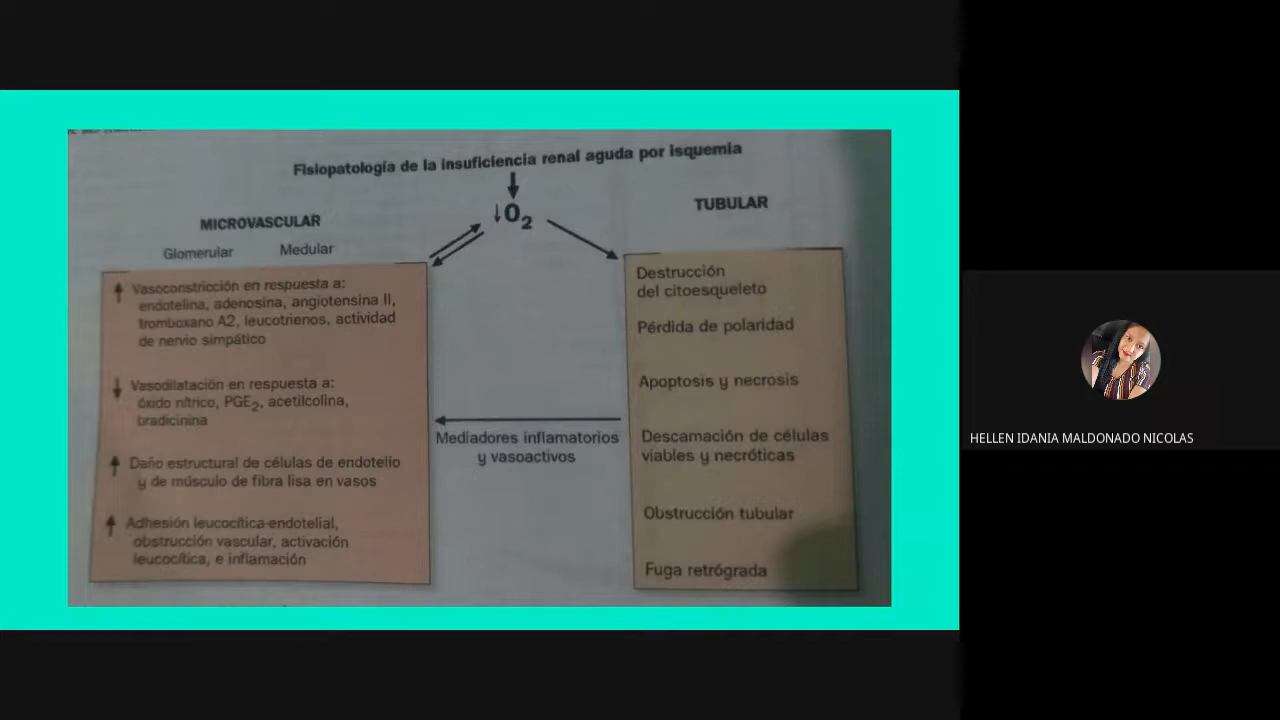 Fisiopatología de la insuficiencia renal aguda por isquemia
↓O2
MICROVASCULAR
Glomerular Medular
↑ Vasoconstricción en respuesta a:
endotelina, adenosina, angiotensina II,
tromboxano A2, leucotrienos, actividad
de nervio simpático
↓ Vasodilatación en respuesta a:
óxido nítrico, PGE2, acetilcolina,
bradicinina
↑ Daño estructural de células de endotelio
y de músculo de fibra lisa en vasos
↑ Adhesión leucocítica-endotelial,
obstrucción vascular, activación
leucocítica, e inflamación
Mediadores inflamatorios
y vasoactivos
TUBULAR
Destrucción
del citoesqueleto
Pérdida de polaridad
Apoptosis y necrosis
Descamación de células
viables y necróticas
Obstrucción tubular
Fuga retrógrada
HELLEN IDANIA MALDONADO NICOLAS